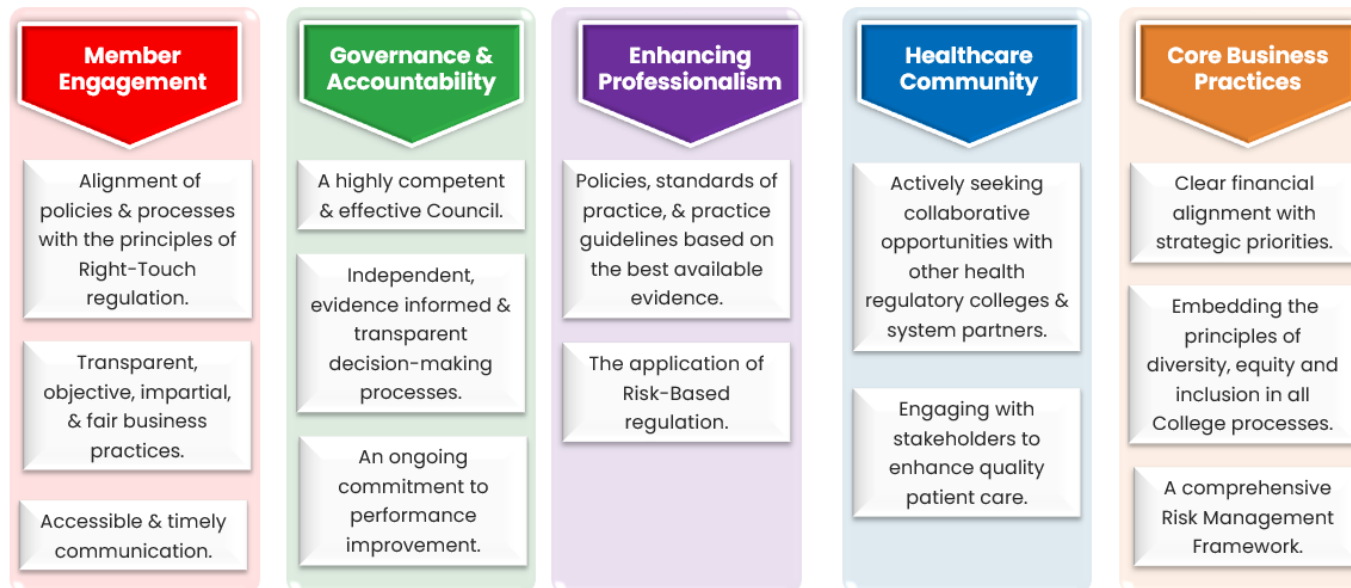 Member
Engagement
Alignment of
policies & processes
with the principles of
Right-Touch
regulation.
Transparent,
objective, impartial,
& fair business
practices.
Accessible & timely
communication.
Governance &
Accountability
A highly competent
& effective Council.
Independent,
evidence informed &
transparent
decision-making
processes.
An ongoing
commitment to
performance
improvement.
Enhancing
Professionalism
Policies, standards of
practice, & practice
guidelines based on
the best available
evidence.
The application of
Risk-Based
regulation.
Healthcare
Community
Actively seeking
collaborative
opportunities with
other health
regulatory colleges &
system partners.
Engaging with
stakeholders to
enhance quality
patient care.
Core Business
Practices
Clear financial
alignment with
strategic priorities.
Embedding the
principles of
diversity, equity and
inclusion in all
College processes.
A comprehensive
Risk Management
Framework.